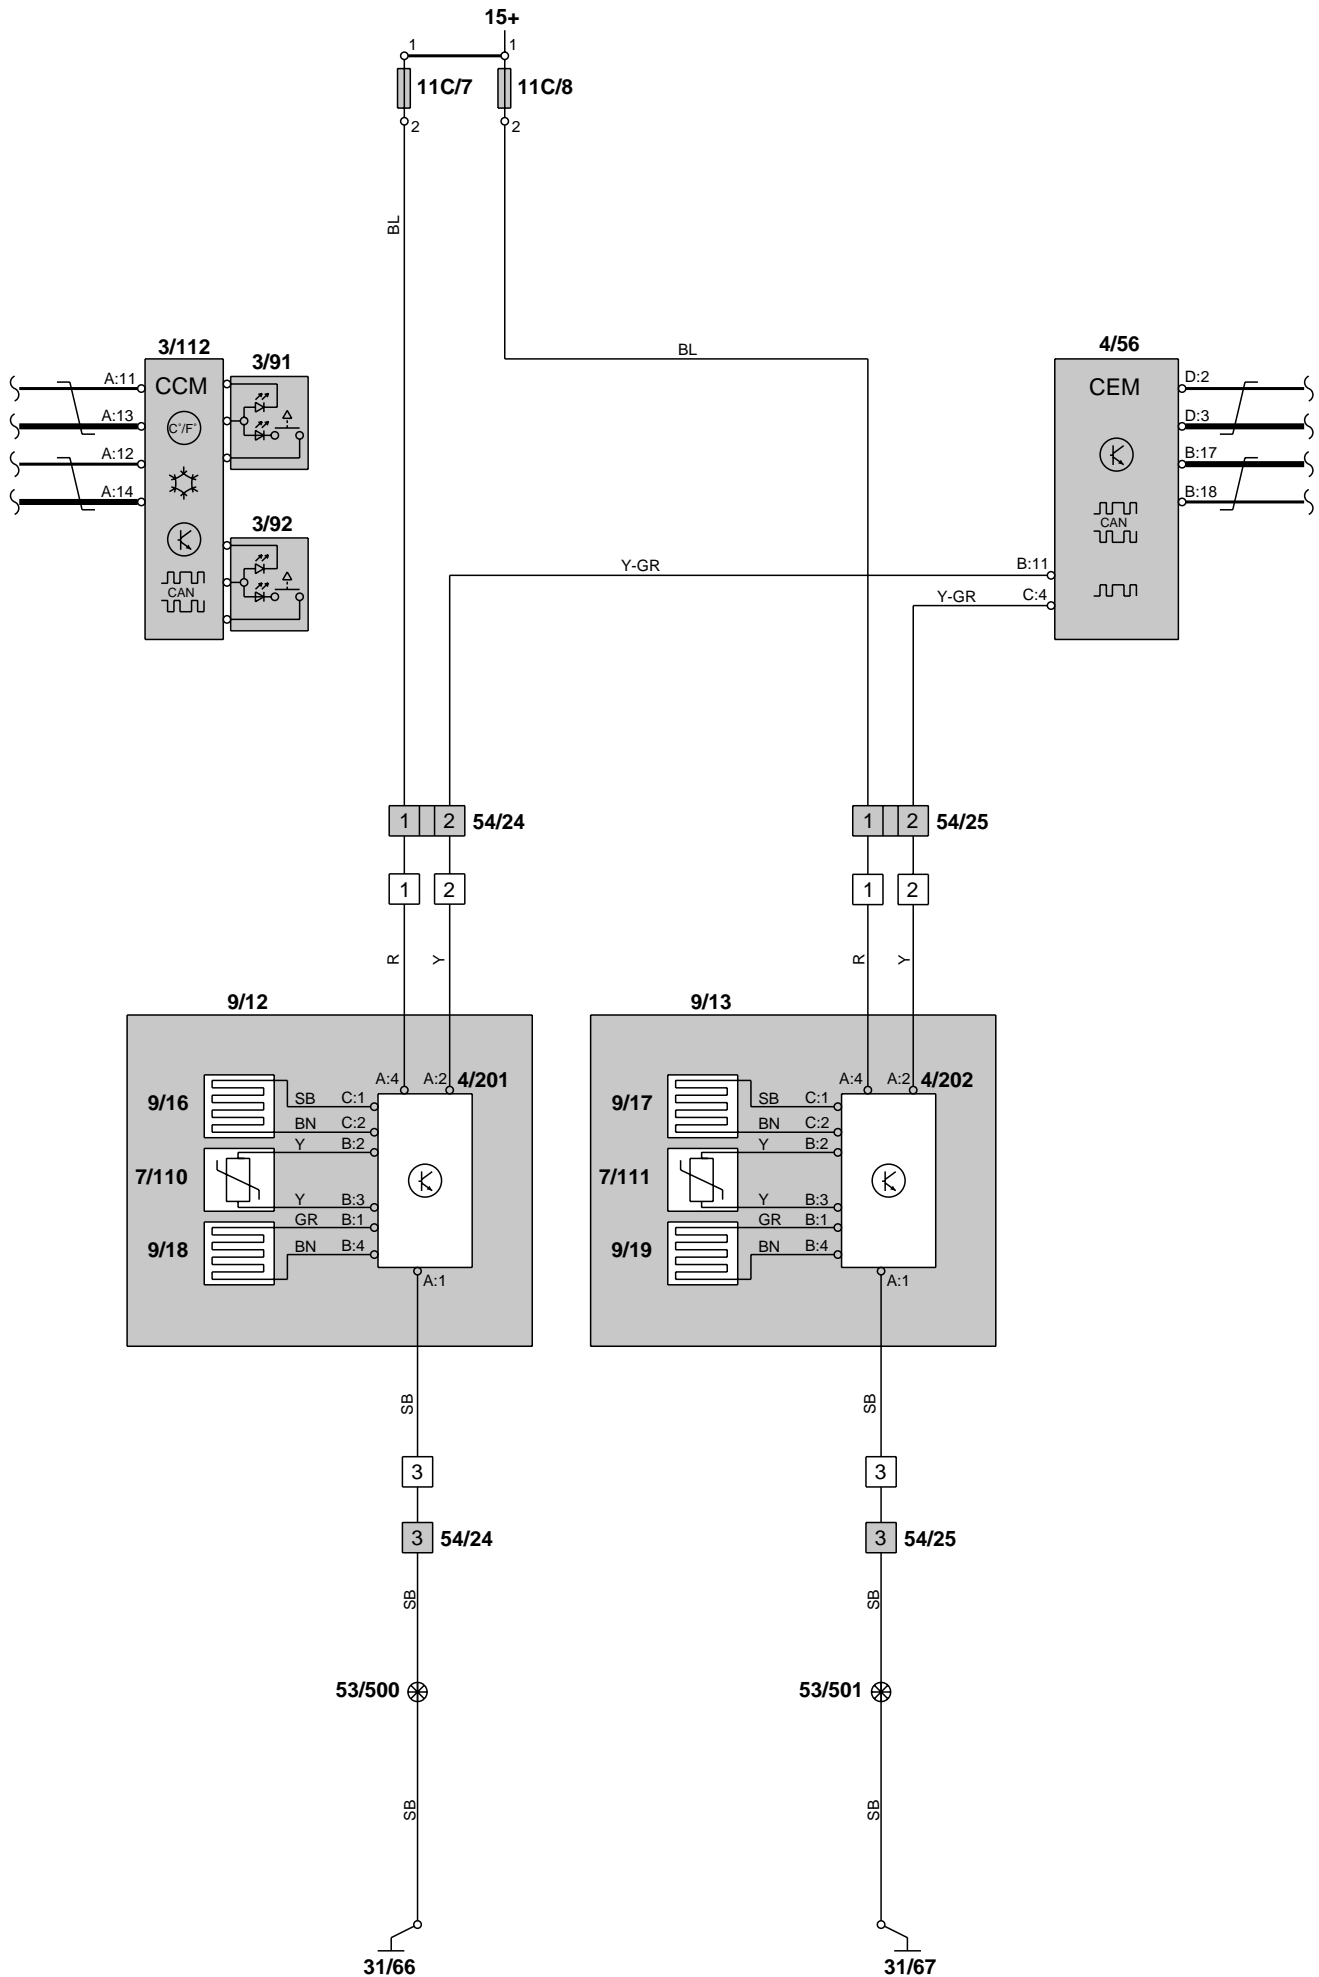 15+
1
1
11C/7
11C/8
2
2
BL
BL
3/112
3/91
4/56
A:11
CCM
CEM
D:2
A:13
C°/F°
D:3
A:12
B:17
A:14
B:18
3/92
CAN
CAN
Y-GR
B:11
Y-GR
C:4
1 2 54/24
1 2 54/25
1 2
1 2
R Y
R Y
9/12
9/13
A:4 A:2 4/201
A:4 A:2 4/202
9/16 SB C:1
BN C:2
Y B:2
7/110
Y B:3
GR B:1
9/18 BN B:4
A:1
9/17 SB C:1
BN C:2
Y B:2
7/111
Y B:3
GR B:1
9/19 BN B:4
A:1
SB
SB
3
3
3 54/24
3 54/25
SB
SB
53/500
53/501
SB
SB
31/66
31/67